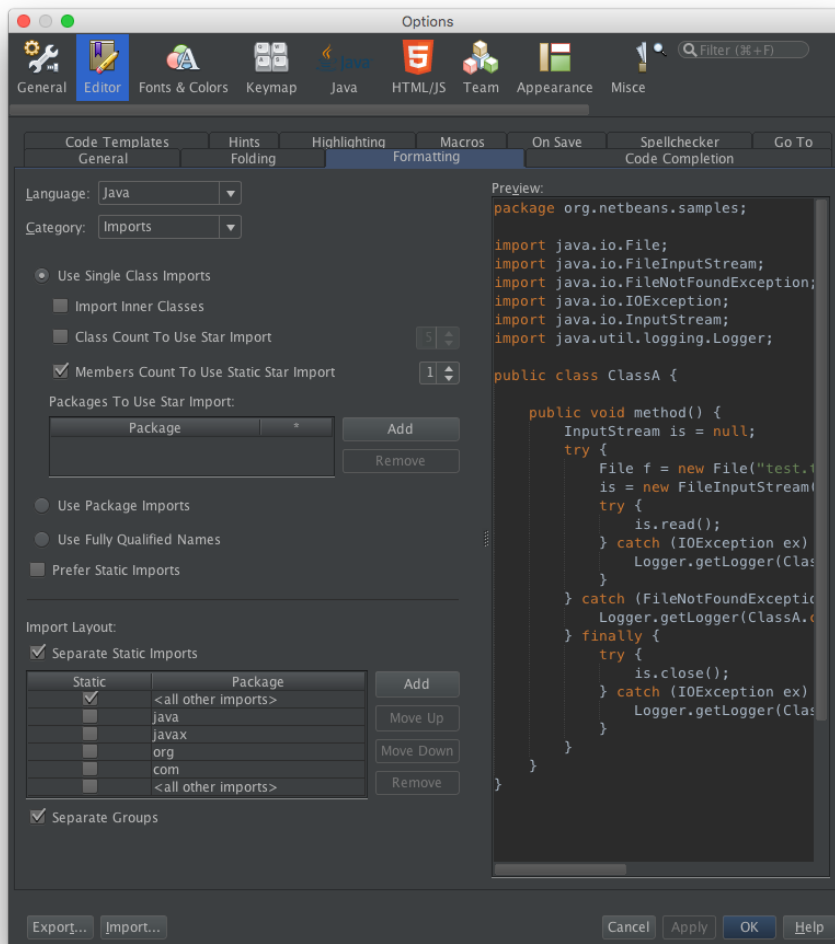 Options
Filter (⌘+F)
General Editor Fonts & Colors Keymap Java HTML/JS Team Appearance Misce
Code Templates Hints Highlighting Macros On Save Spellchecker Go To
General Folding Formatting Code Completion
Language: Java
Category: Imports
Use Single Class Imports
Import Inner Classes
Class Count To Use Star Import 5
Members Count To Use Static Star Import 1
Packages To Use Star Import:
Package *
Add
Remove
Use Package Imports
Use Fully Qualified Names
Prefer Static Imports
Import Layout:
Separate Static Imports
Static Package
<all other imports>
java
javax
org
com
<all other imports>
Add
Move Up
Move Down
Remove
Separate Groups
Preview:
package org.netbeans.samples;
import java.io.File;
import java.io.FileInputStream;
import java.io.FileNotFoundException;
import java.io.IOException;
import java.io.InputStream;
import java.util.logging.Logger;
public class ClassA {
public void method() {
InputStream is = null;
try {
File f = new File("test.t
is = new FileInputStream(
try {
is.read();
} catch (IOException ex)
Logger.getLogger(Clas
}
} catch (FileNotFoundExceptio
Logger.getLogger(ClassA.c
} finally {
try {
is.close();
} catch (IOException ex)
Logger.getLogger(Clas
}
}
}
}
Export... Import... Cancel Apply OK Help